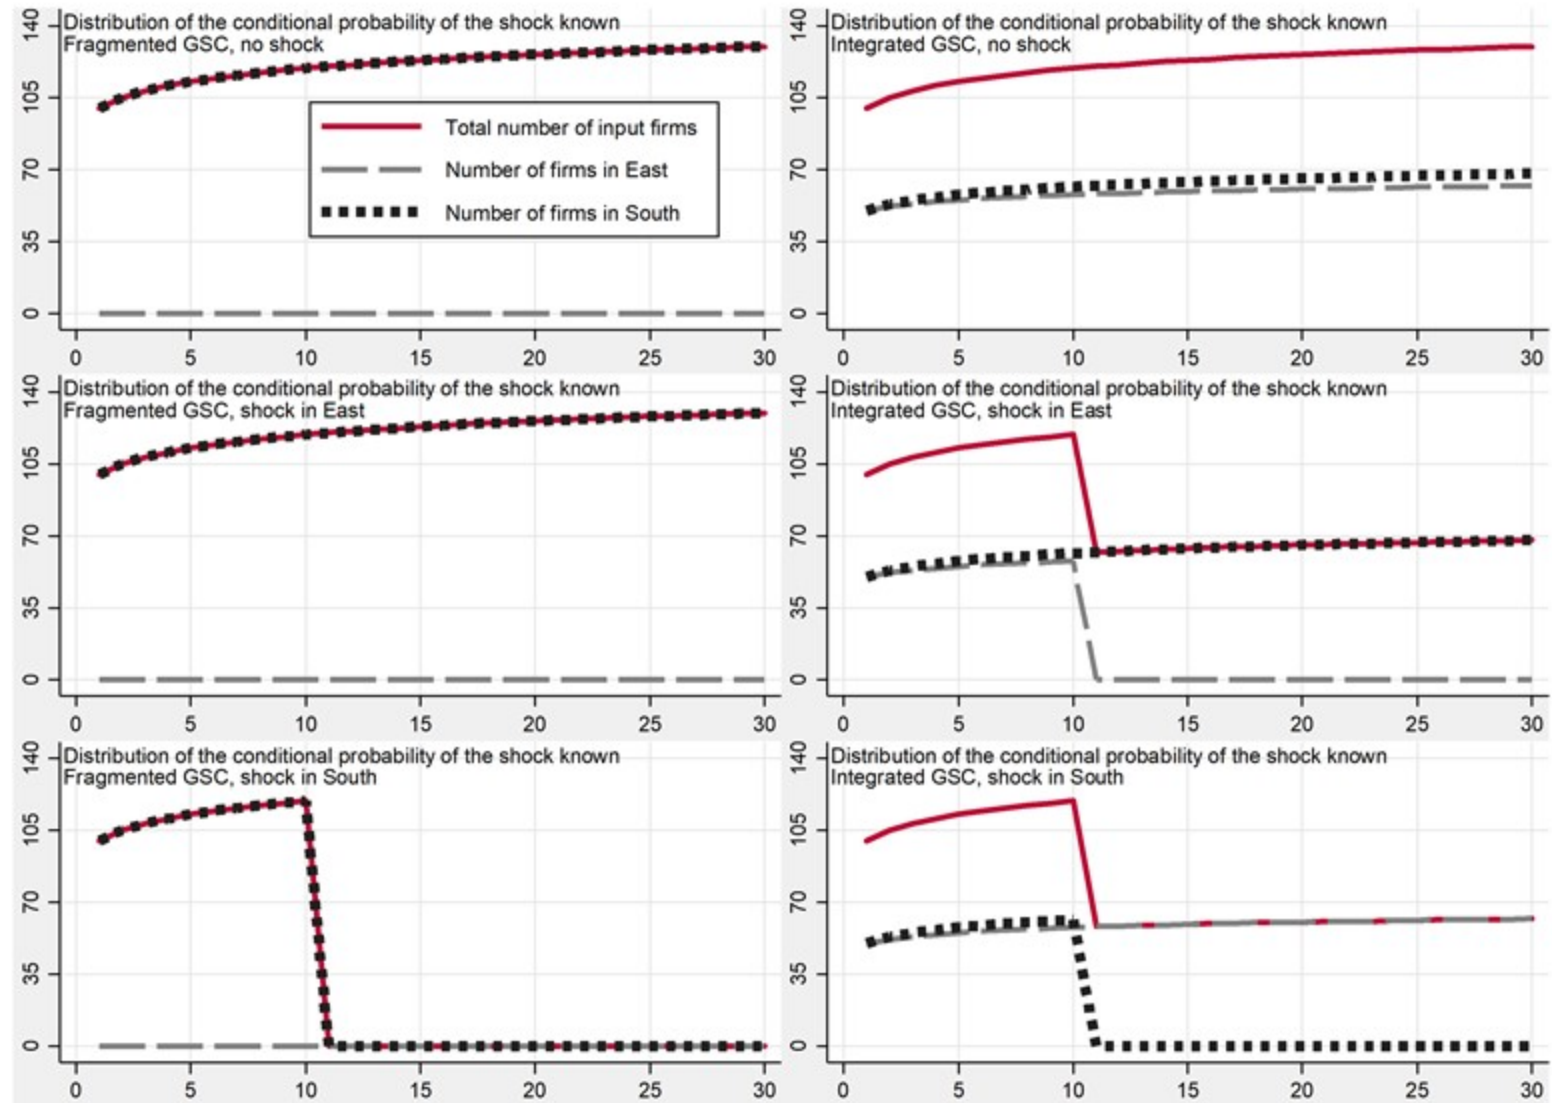 Distribution of the conditional probability of the shock known
Fragmented GSC, no shock
140
105
70
35
0
Total number of input firms
Number of firms in East
Number of firms in South
0 5 10 15 20 25 30
Distribution of the conditional probability of the shock known
Integrated GSC, no shock
140
105
70
35
0
0 5 10 15 20 25 30
Distribution of the conditional probability of the shock known
Fragmented GSC, shock in East
140
105
70
35
0
0 5 10 15 20 25 30
Distribution of the conditional probability of the shock known
Integrated GSC, shock in East
140
105
70
35
0
0 5 10 15 20 25 30
Distribution of the conditional probability of the shock known
Fragmented GSC, shock in South
140
105
70
35
0
0 5 10 15 20 25 30
Distribution of the conditional probability of the shock known
Integrated GSC, shock in South
140
105
70
35
0
0 5 10 15 20 25 30